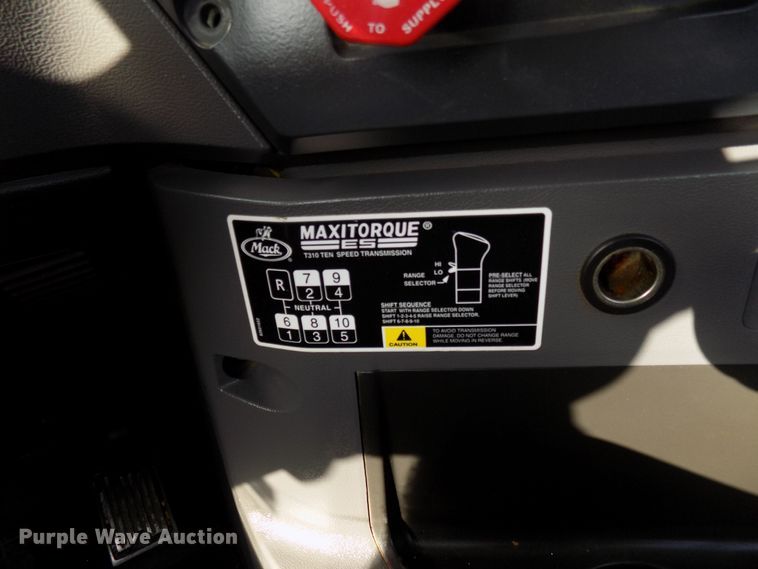 PUSH TO SUPPLY
Mack
MAXITORQUE®
ES
T310 TEN SPEED TRANSMISSION
R 7 9
2 4
NEUTRAL
6 8 10
1 3 5
HI
LO
RANGE
SELECTOR
PRE-SELECT ALL
RANGE SHIFTS (MOVE
RANGE SELECTOR
BEFORE MOVING
SHIFT LEVER)
SHIFT SEQUENCE
START WITH RANGE SELECTOR DOWN
SHIFT 1-2-3-4-5 RAISE RANGE SELECTOR.
SHIFT 6-7-8-9-10
CAUTION
TO AVOID TRANSMISSION
DAMAGE, DO NOT CHANGE RANGE
WHILE MOVING IN REVERSE.
Purple Wave Auction